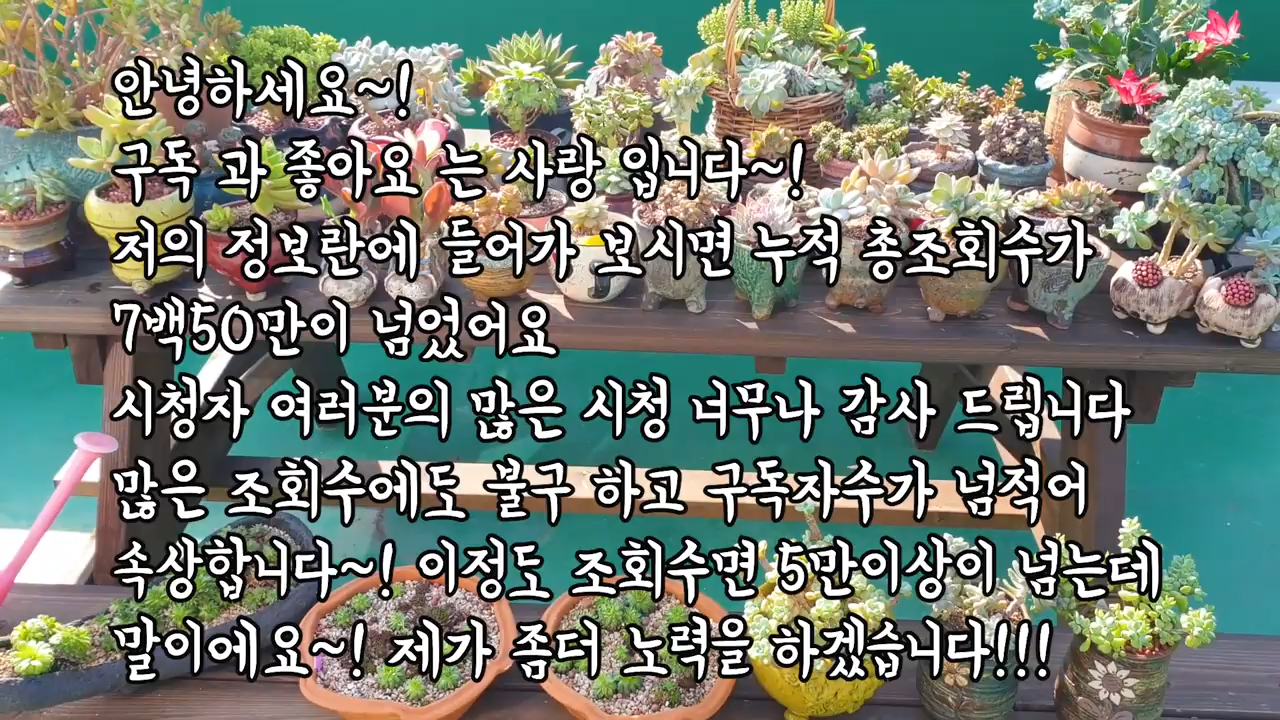 안녕하세요~!
구독 과 좋아요 는 사랑 입니다~!
저의 정보란에 들어가 보시면 누적 총조회수가
7백50만이 넘었어요
시청자 여러분의 많은 시청 너무나 감사 드립니다
많은 조회수에도 불구 하고 구독자수가 넘적어
속상합니다~! 이정도 조회수면 5만이상이 넘는데
말이에요~! 제가 좀더 노력을 하겠습니다!!!